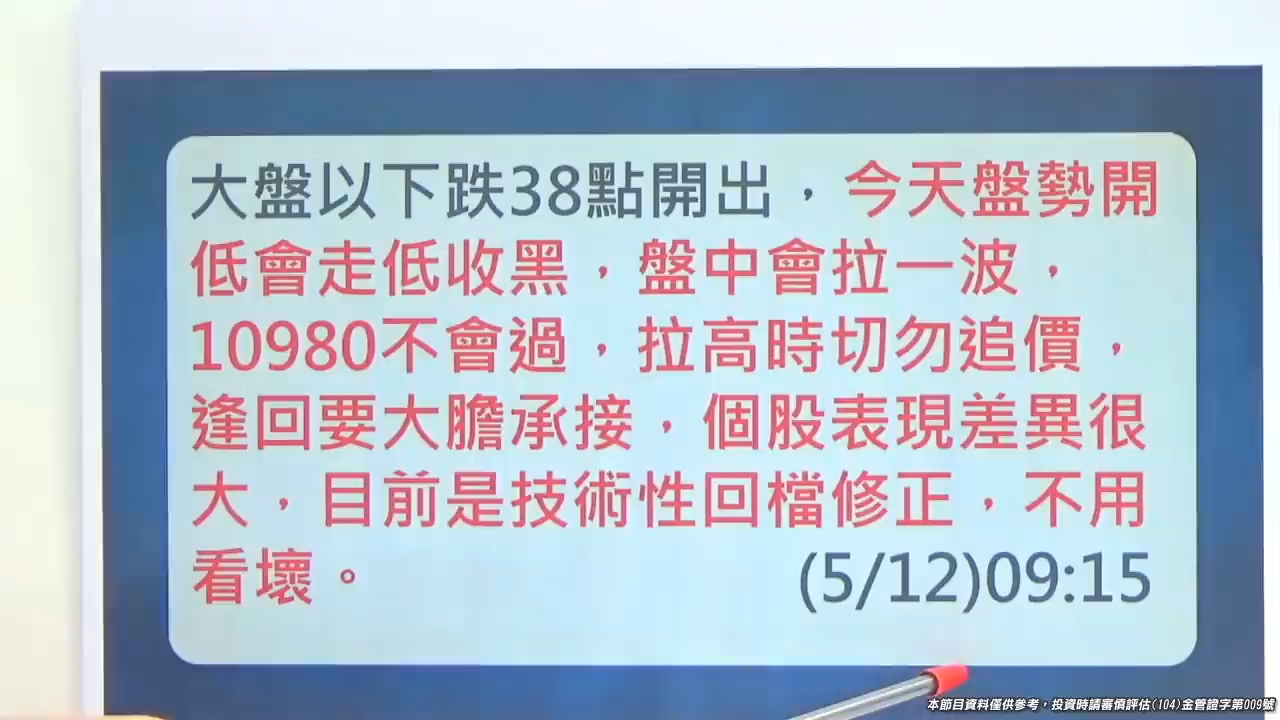 大盤以下跌38點開出，今天盤勢開
低會走低收黑，盤中會拉一波，
10980不會過，拉高時切勿追價，
逢回要大膽承接，個股表現差異很
大，目前是技術性回檔修正，不用
看壞。 (5/12)09:15
本節目資料僅供參考，投資時請審慎評估(104)金管證字第009號